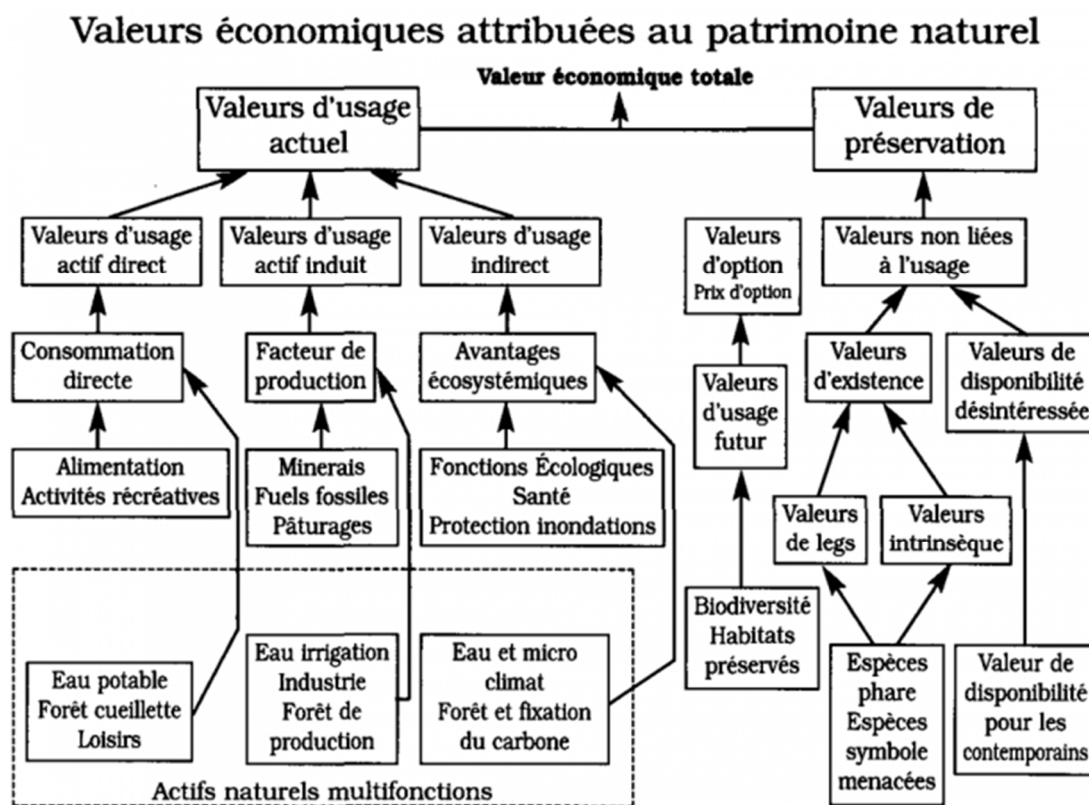 Valeurs économiques attribuées au patrimoine naturel
Valeur économique totale
Valeurs d'usage
actuel
Valeurs de
préservation
Valeurs d'usage
actif direct
Valeurs d'usage
actif induit
Valeurs d'usage
indirect
Valeurs
d'option
Prix d'option
Valeurs non liées
à l'usage
Consommation
directe
Facteur de
production
Avantages
écosystémiques
Valeurs
d'usage
futur
Valeurs
d'existence
Valeurs de
disponibilité
désintéressée
Alimentation
Activités récréatives
Minerais
Fuels fossiles
Pâturages
Fonctions Écologiques
Santé
Protection inondations
Valeurs
de legs
Valeurs
intrinsèque
Biodiversité
Habitats
préservés
Eau potable
Forêt cueillette
Loisirs
Eau irrigation
Industrie
Forêt de
production
Eau et micro
climat
Forêt et fixation
du carbone
Espèces
phare
Espèces
symbole
menacées
Valeur de
disponibilité
pour les
contemporains
Actifs naturels multifonctions